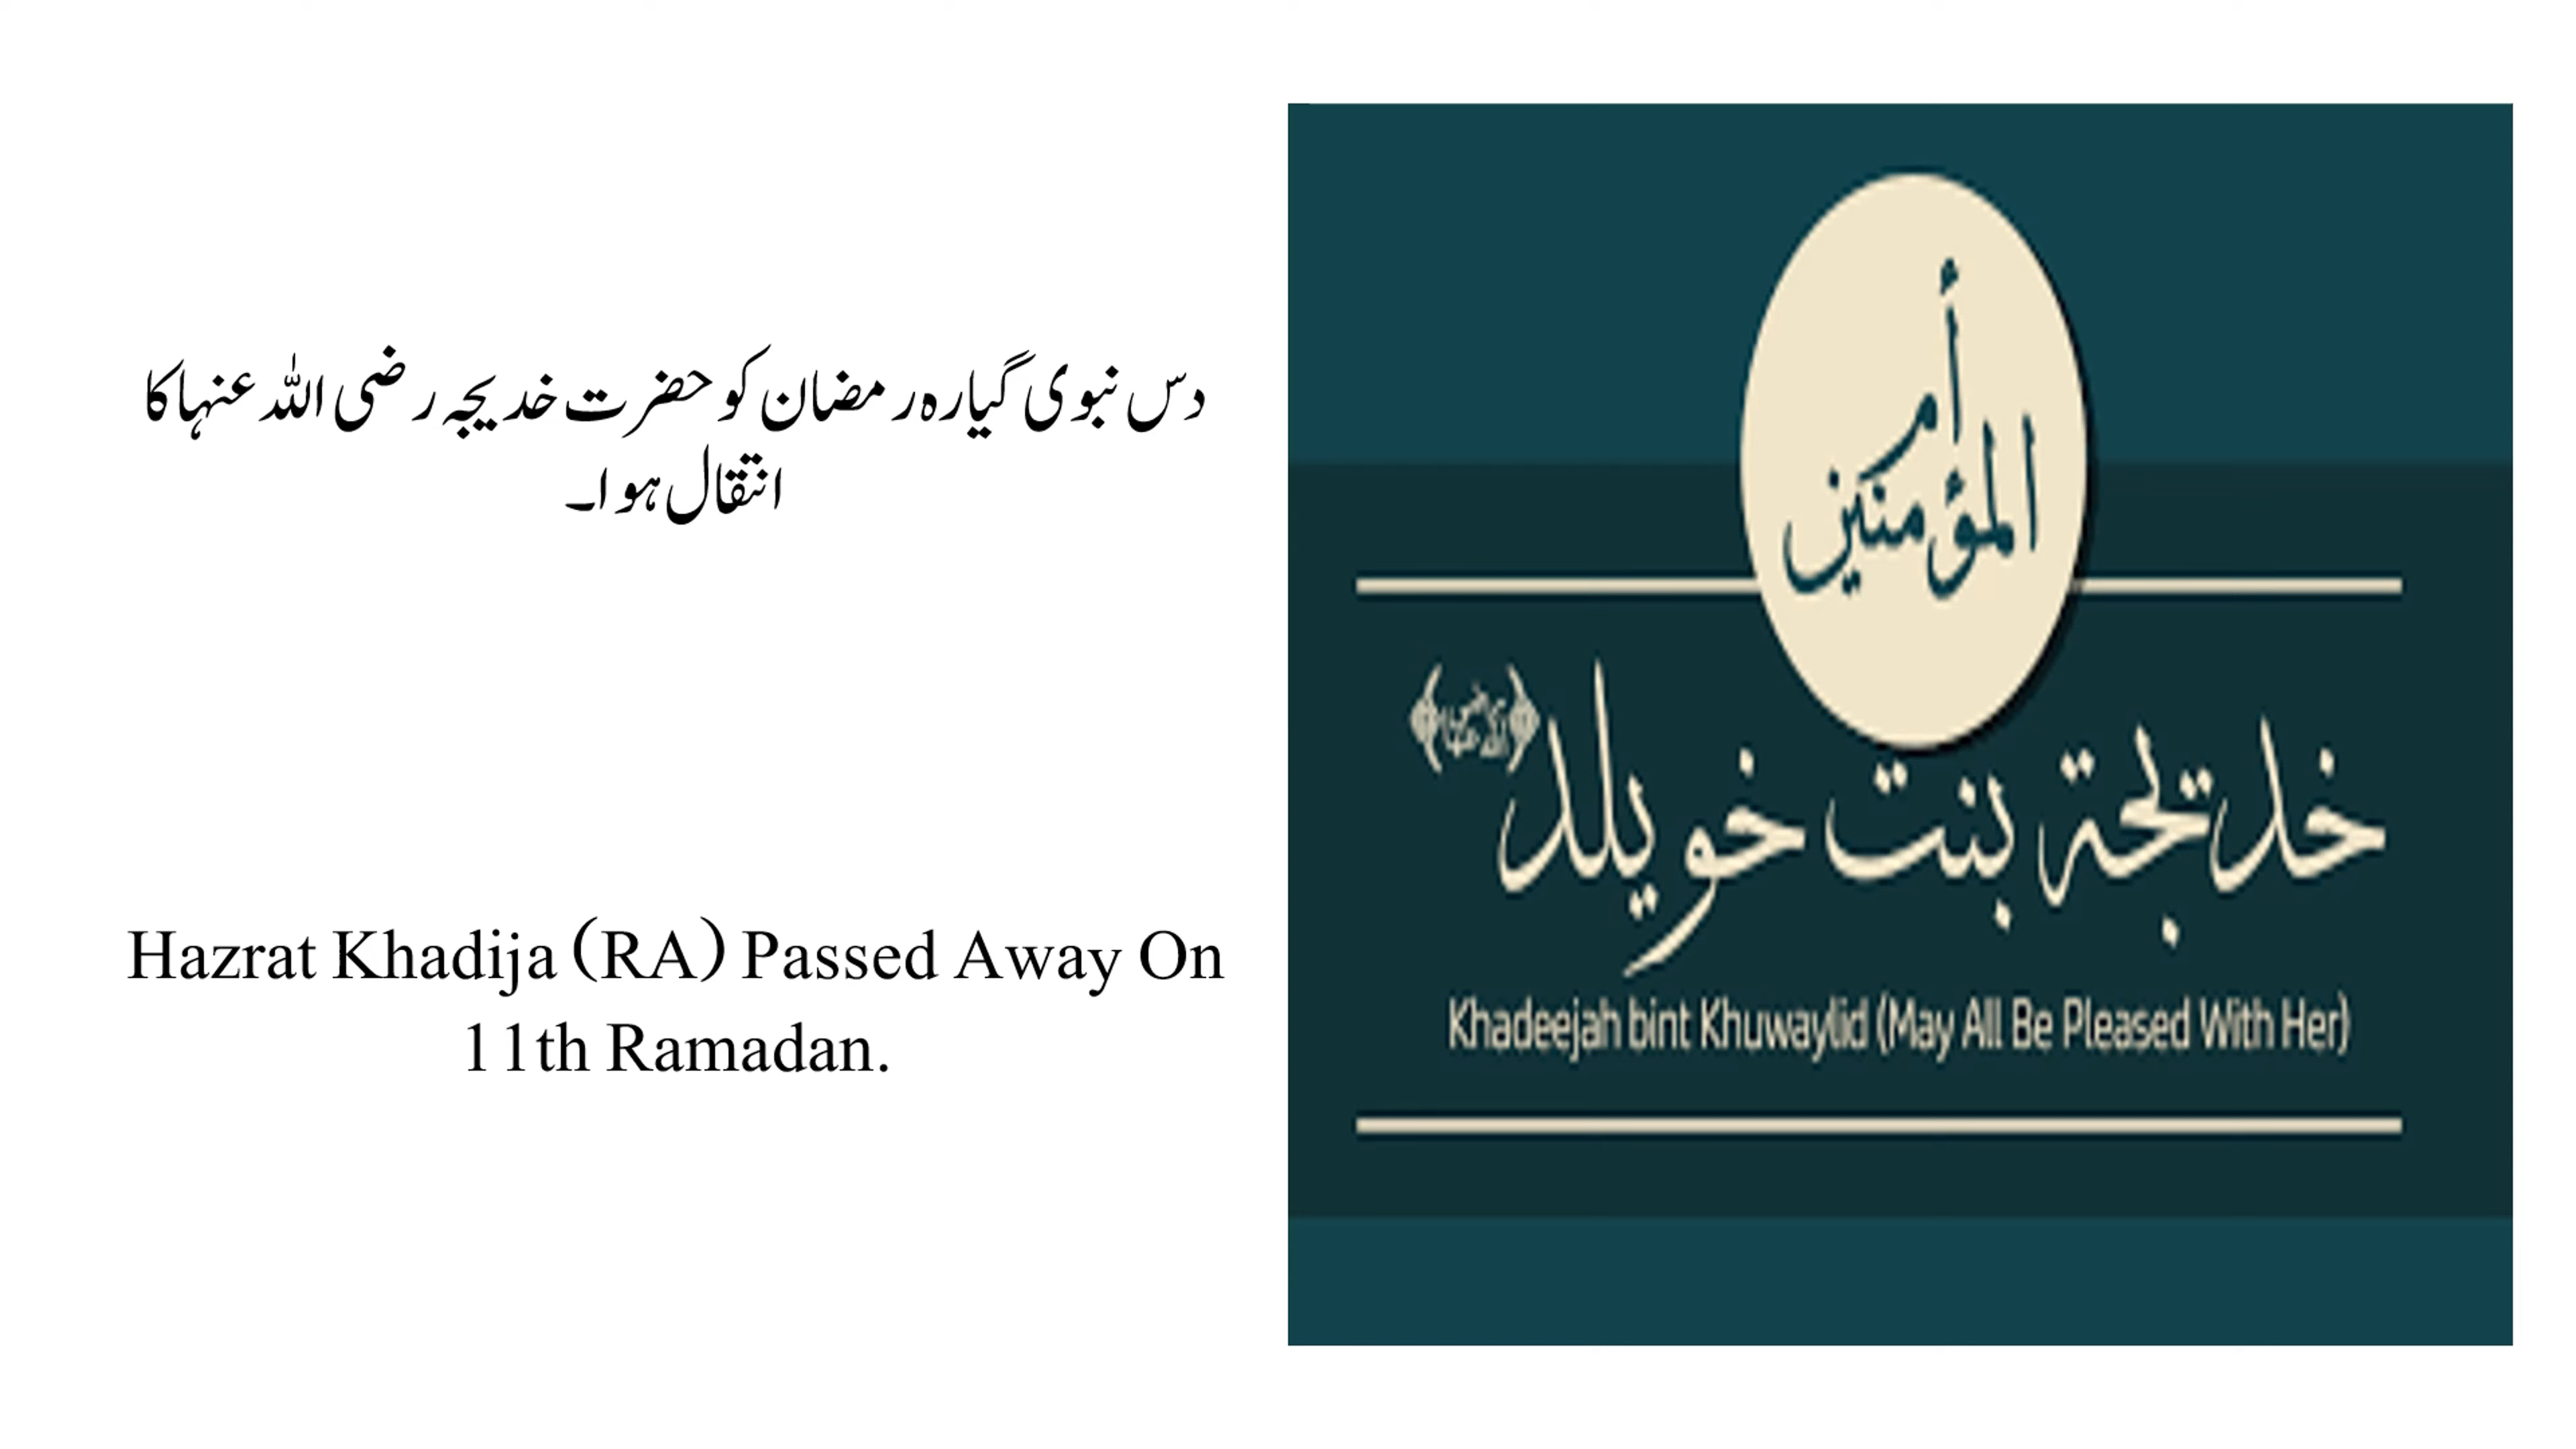 دس نبوی گیارہ رمضان کو حضرت خدیجہ رضی اللہ عنہا کا
انتقال ہوا۔
Hazrat Khadija (RA) Passed Away On
11th Ramadan.
أم
المؤمنين
خديجة بنت خويلد
Khadeejah bint Khuwaylid (May All Be Pleased With Her)